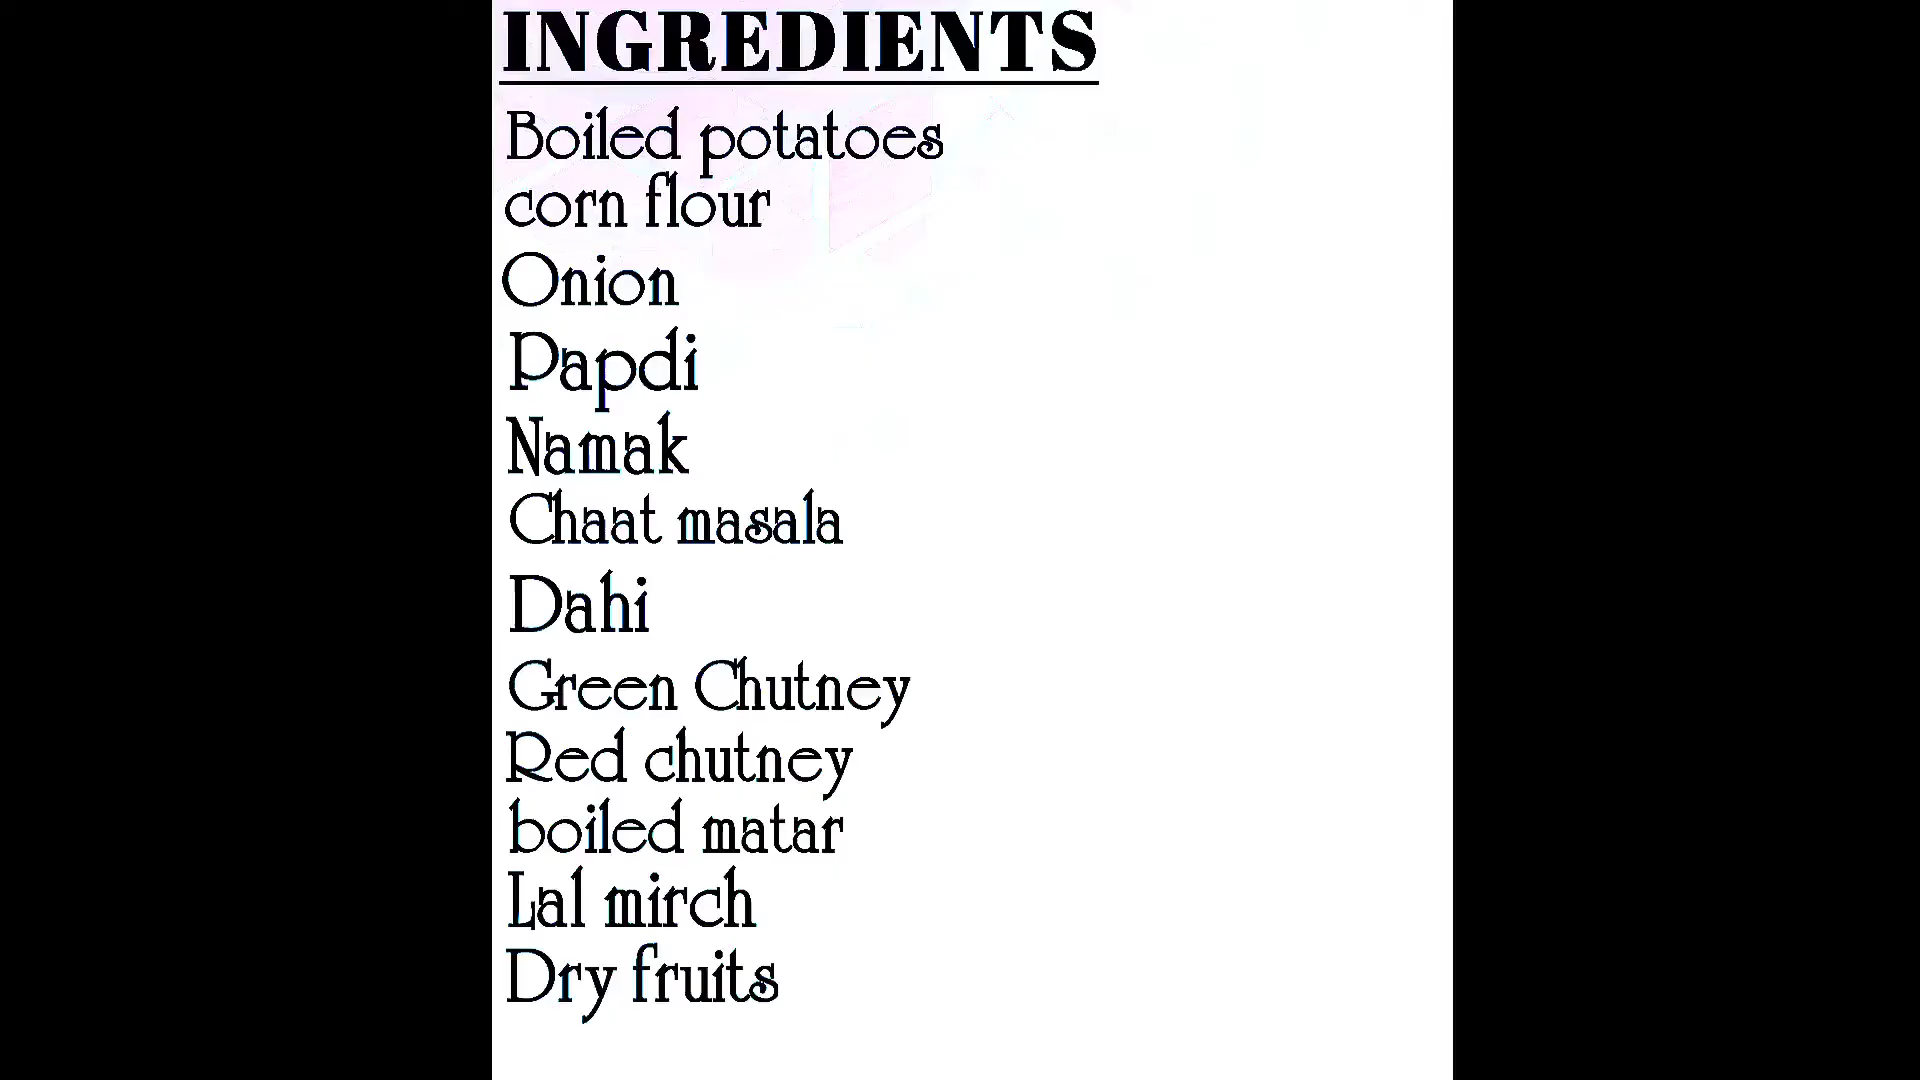 INGREDIENTS
Boiled potatoes
corn flour
Onion
Papdi
Namak
Chaat masala
Dahi
Green Chutney
Red chutney
boiled matar
Lal mirch
Dry fruits